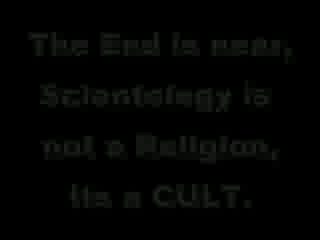 The End is near,
Scientology is
not a Religion,
Its a CULT.